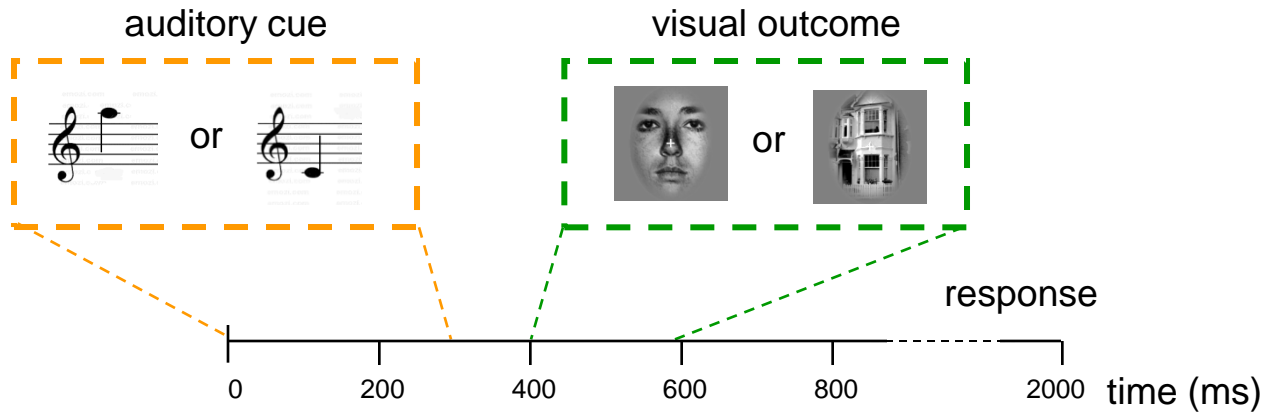 auditory cue
visual outcome
or
or
response
0 200 400 600 800 2000 time (ms)